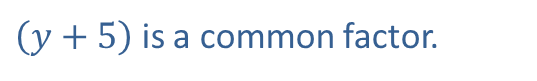 (y + 5) is a common factor.